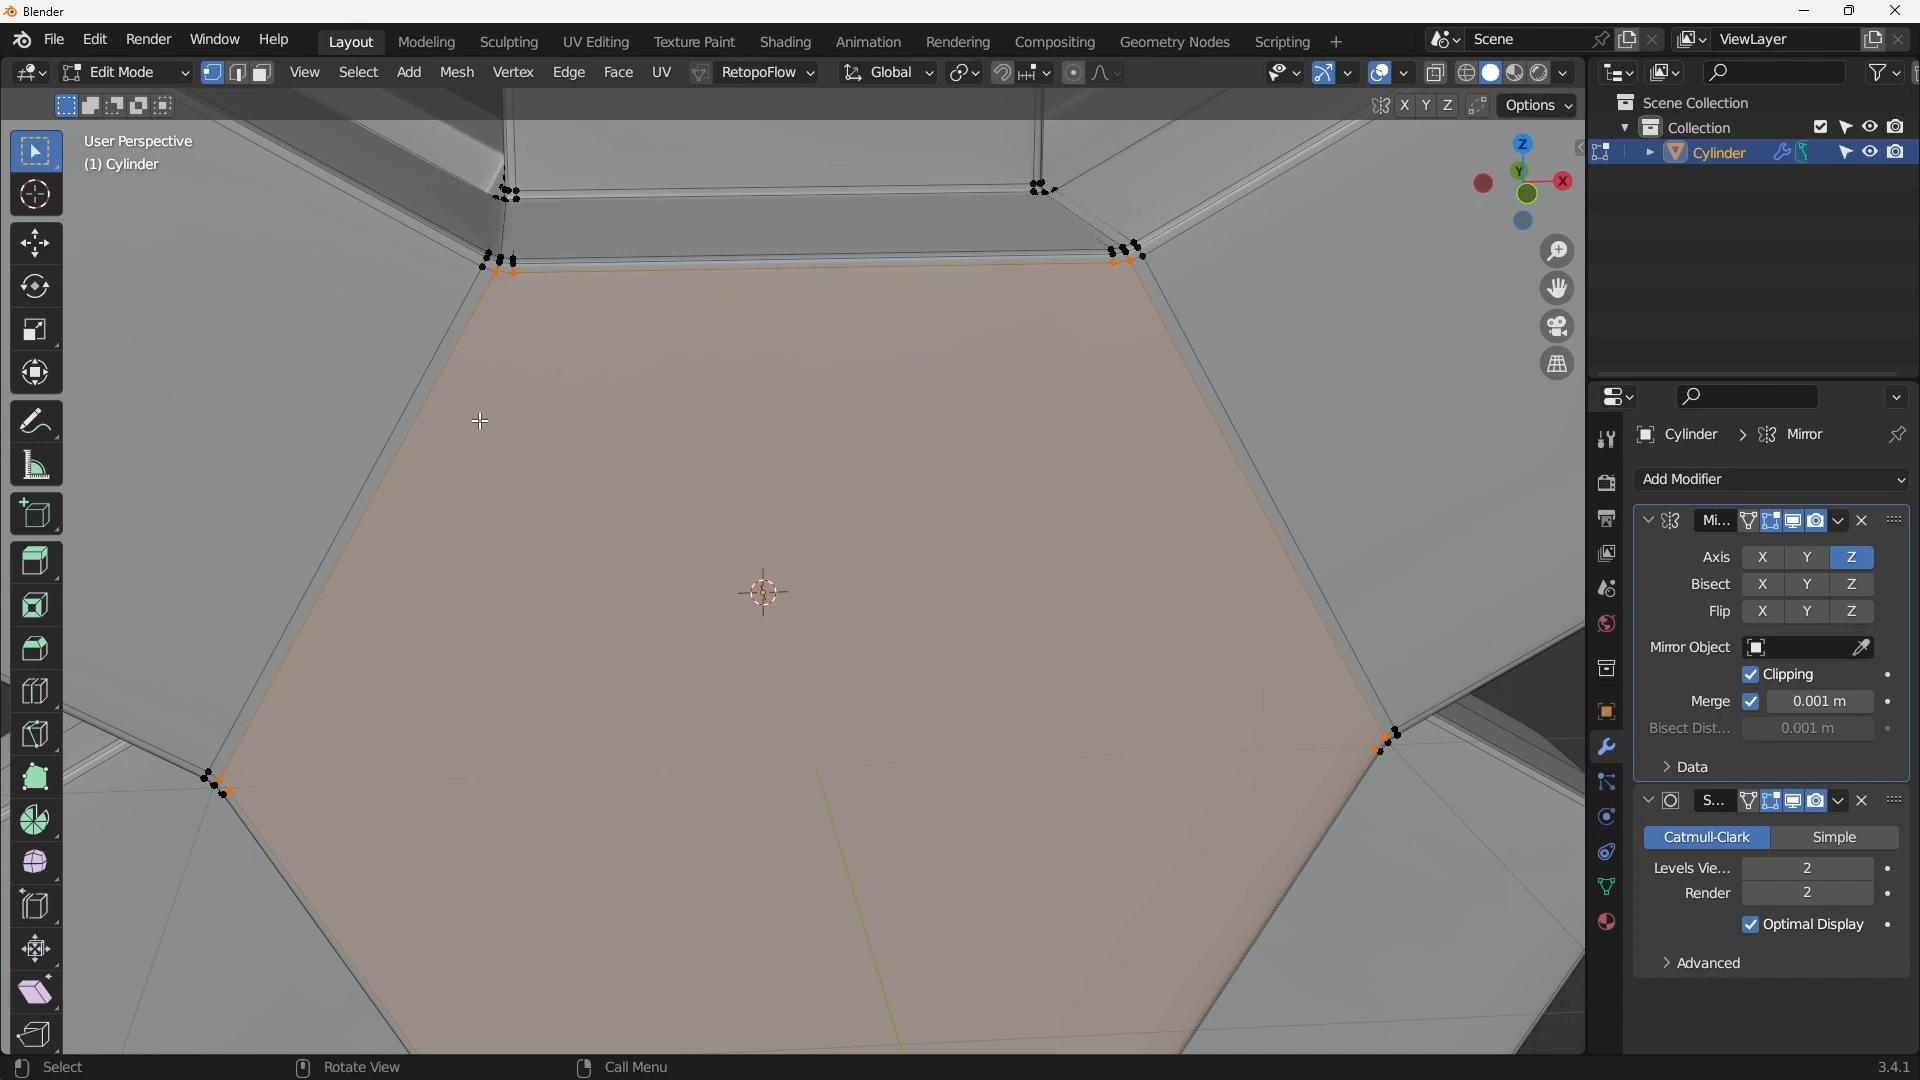 Blender
File Edit Render Window Help Layout Modeling Sculpting UV Editing Texture Paint Shading Animation Rendering Compositing Geometry Nodes Scripting + Scene ViewLayer
Edit Mode View Select Add Mesh Vertex Edge Face UV RetopoFlow Global
X Y Z Options
User Perspective
(1) Cylinder
Z
Y
X
Scene Collection
Collection
Cylinder
Cylinder > Mirror
Add Modifier
Mi...
Axis X Y Z
Bisect X Y Z
Flip X Y Z
Mirror Object
Clipping
Merge 0.001 m
Bisect Dist... 0.001 m
Data
S...
Catmull-Clark Simple
Levels Vie... 2
Render 2
Optimal Display
Advanced
Select Rotate View Call Menu 3.4.1